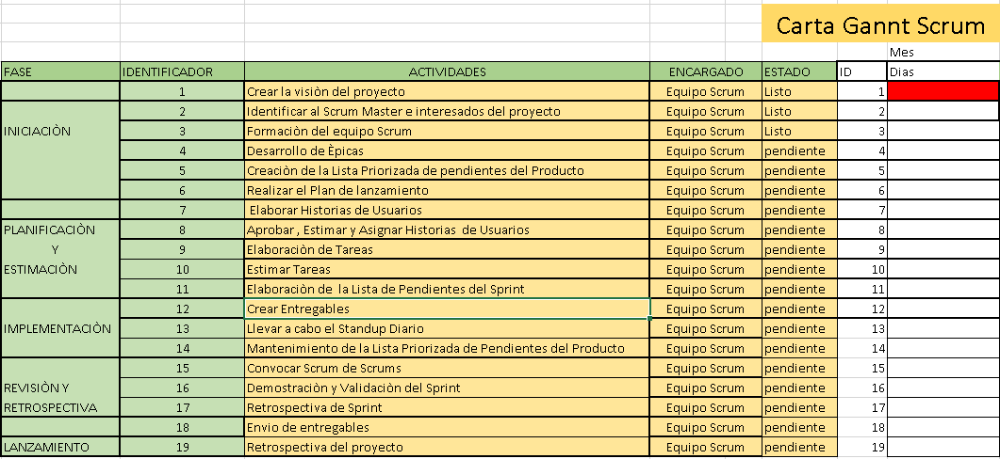 Carta Gannt Scrum
Mes
FASE IDENTIFICADOR ACTIVIDADES ENCARGADO ESTADO ID Dias
1 Crear la visiòn del proyecto Equipo Scrum Listo 1
2 Identificar al Scrum Master e interesados del proyecto Equipo Scrum Listo 2
INICIACIÒN 3 Formaciòn del equipo Scrum Equipo Scrum Listo 3
4 Desarrollo de Èpicas Equipo Scrum pendiente 4
5 Creaciòn de la Lista Priorizada de pendientes del Producto Equipo Scrum pendiente 5
6 Realizar el Plan de lanzamiento Equipo Scrum pendiente 6
7 Elaborar Historias de Usuarios Equipo Scrum pendiente 7
PLANIFICACIÒN 8 Aprobar , Estimar y Asignar Historias de Usuarios Equipo Scrum pendiente 8
Y 9 Elaboraciòn de Tareas Equipo Scrum pendiente 9
ESTIMACIÒN 10 Estimar Tareas Equipo Scrum pendiente 10
11 Elaboraciòn de la Lista de Pendientes del Sprint Equipo Scrum pendiente 11
12 Crear Entregables Equipo Scrum pendiente 12
IMPLEMENTACIÒN 13 Llevar a cabo el Standup Diario Equipo Scrum pendiente 13
14 Mantenimiento de la Lista Priorizada de Pendientes del Producto Equipo Scrum pendiente 14
15 Convocar Scrum de Scrums Equipo Scrum pendiente 15
REVISIÒN Y 16 Demostraciòn y Validaciòn del Sprint Equipo Scrum pendiente 16
RETROSPECTIVA 17 Retrospectiva de Sprint Equipo Scrum pendiente 17
18 Envio de entregables Equipo Scrum pendiente 18
LANZAMIENTO 19 Retrospectiva del proyecto Equipo Scrum pendiente 19